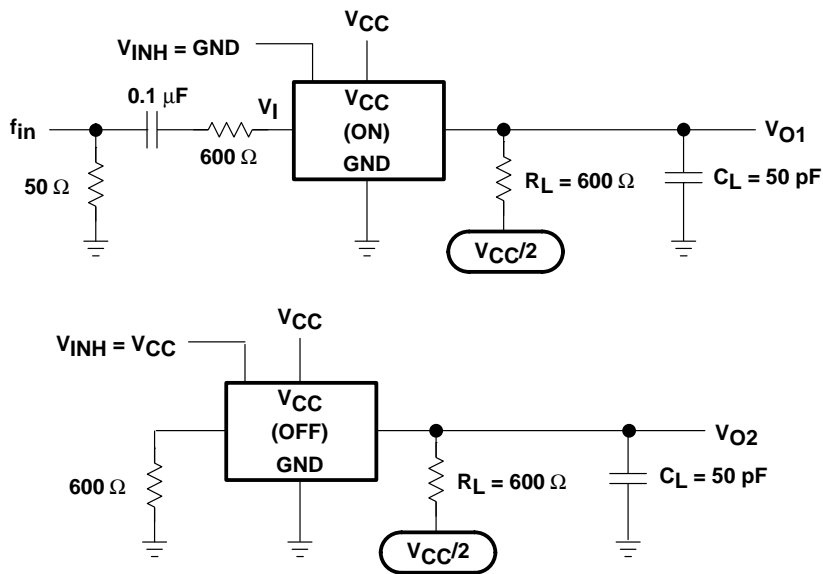 VCC
VINH = GND
0.1 μF
VI
VCC
(ON)
GND
fin
600 Ω
50 Ω
VO1
RL = 600 Ω
CL = 50 pF
VCC/2
VCC
VINH = VCC
VCC
(OFF)
GND
VO2
600 Ω
RL = 600 Ω
CL = 50 pF
VCC/2